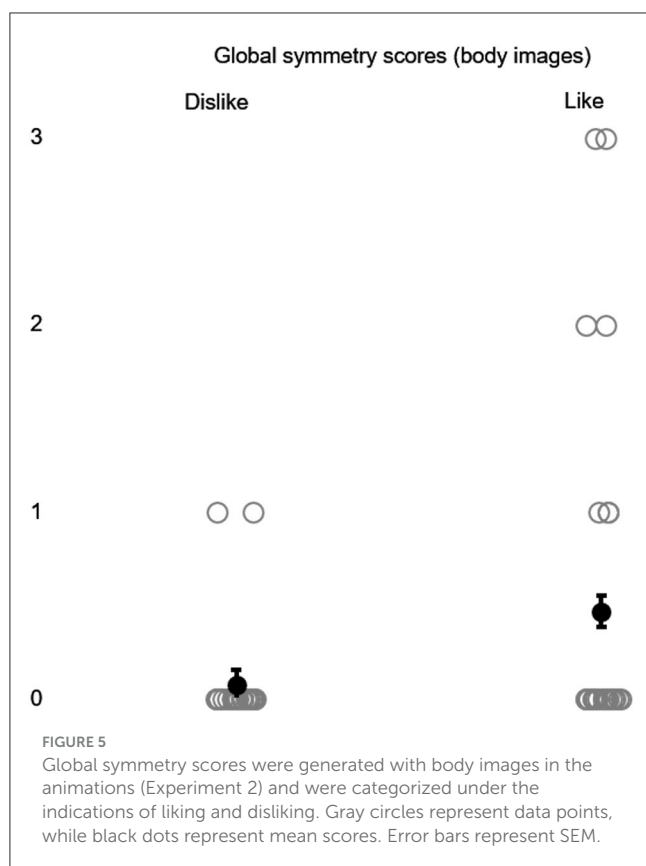 Global symmetry scores (body images)
Dislike Like
3
2
1
0
FIGURE 5
Global symmetry scores were generated with body images in the
animations (Experiment 2) and were categorized under the
indications of liking and disliking. Gray circles represent data points,
while black dots represent mean scores. Error bars represent SEM.